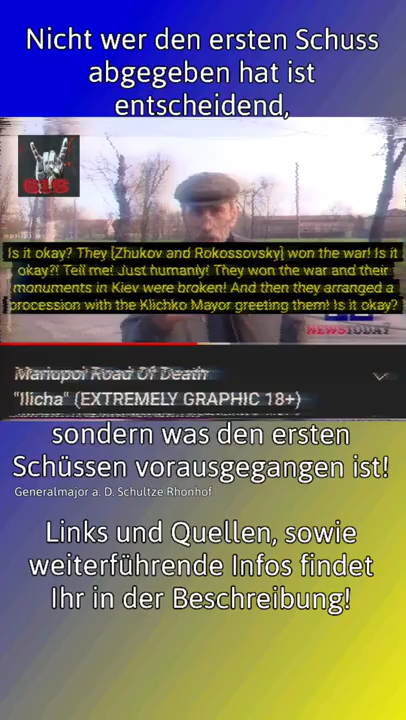 Nicht wer den ersten Schuss
abgegeben hat ist
entscheidend,
GIS
Is it okay? They [Zhukov and Rokossovsky] won the war! Is it
okay?! Tell me! Just humanly! They won the war and their
monuments in Kiev were broken! And then they arranged a
procession with the Klichko Mayor greeting them! Is it okay?
NEWSTODAY
Mariupol Road Of Death
"Ilicha" (EXTREMELY GRAPHIC 18+)
sondern was den ersten
Schüssen vorausgegangen ist!
Generalmajor a. D. Schultze Rhonhof
Links und Quellen, sowie
weiterführende Infos findet
Ihr in der Beschreibung!